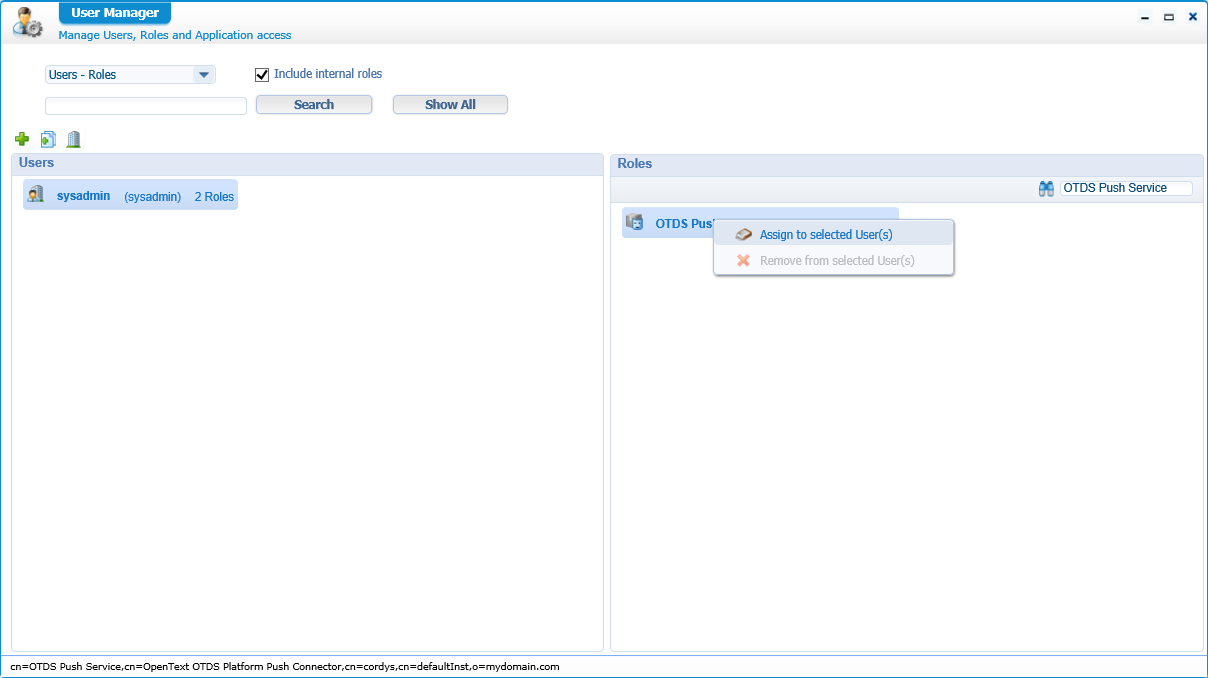 User Manager
Manage Users, Roles and Application access
Users - Roles
Include internal roles
Search
Show All
Users
sysadmin (sysadmin) 2 Roles
Roles
OTDS Push Service
OTDS Pus
Assign to selected User(s)
Remove from selected User(s)
cn=OTDS Push Service,cn=OpenText OTDS Platform Push Connector,cn=cordys,cn=defaultInst,o=mydomain.com